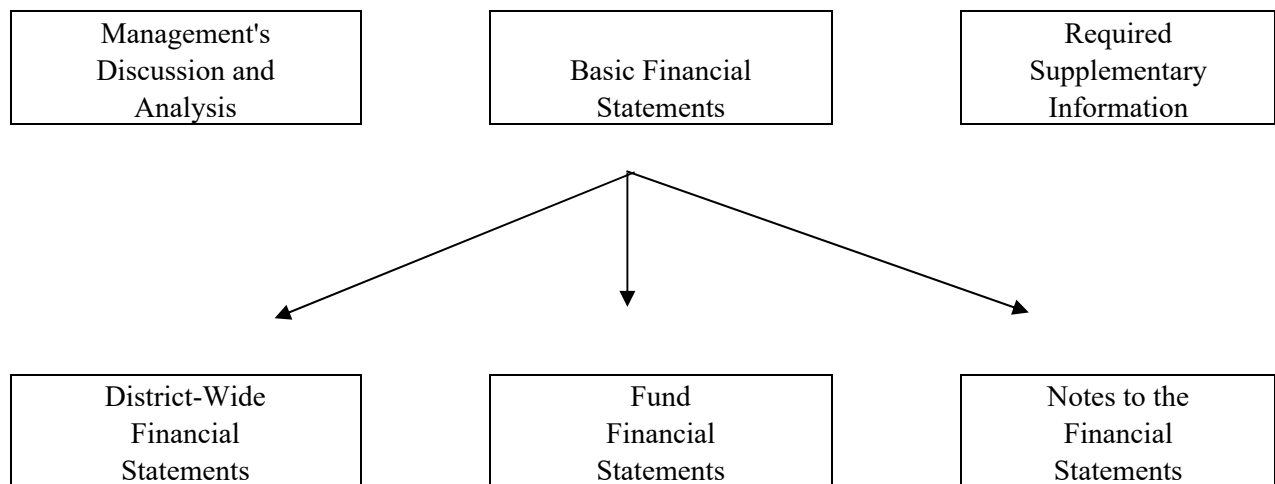 Management's
Discussion and
Analysis
Basic Financial
Statements
Required
Supplementary
Information
District-Wide
Financial
Statements
Fund
Financial
Statements
Notes to the
Financial
Statements